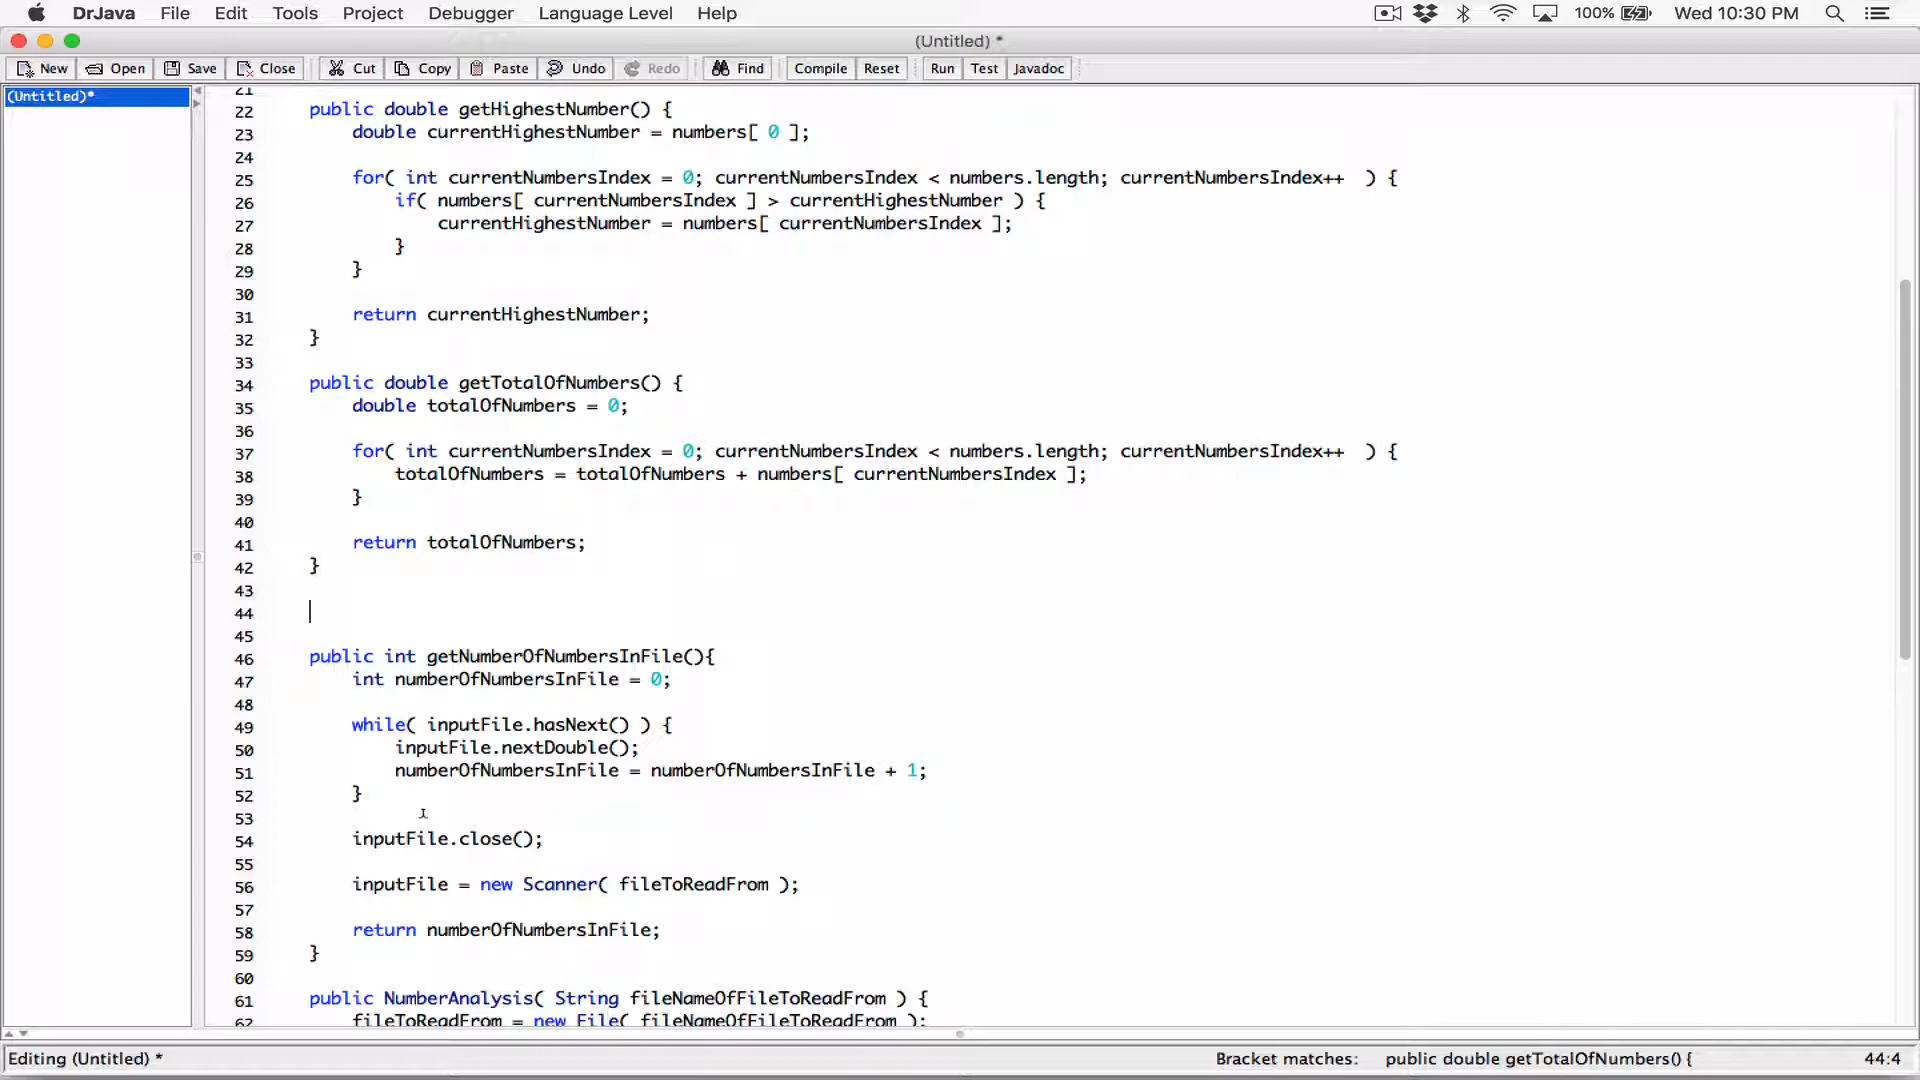 DrJava File Edit Tools Project Debugger Language Level Help 100% Wed 10:30 PM
(Untitled) *
New Open Save Close Cut Copy Paste Undo Redo Find Compile Reset Run Test Javadoc
(Untitled)*
21
22 public double getHighestNumber() {
23 double currentHighestNumber = numbers[ 0 ];
24
25 for( int currentNumbersIndex = 0; currentNumbersIndex < numbers.length; currentNumbersIndex++ ) {
26 if( numbers[ currentNumbersIndex ] > currentHighestNumber ) {
27 currentHighestNumber = numbers[ currentNumbersIndex ];
28 }
29 }
30
31 return currentHighestNumber;
32 }
33
34 public double getTotalOfNumbers() {
35 double totalOfNumbers = 0;
36
37 for( int currentNumbersIndex = 0; currentNumbersIndex < numbers.length; currentNumbersIndex++ ) {
38 totalOfNumbers = totalOfNumbers + numbers[ currentNumbersIndex ];
39 }
40
41 return totalOfNumbers;
42 }
43
44
45
46 public int getNumberOfNumbersInFile(){
47 int numberOfNumbersInFile = 0;
48
49 while( inputFile.hasNext() ) {
50 inputFile.nextDouble();
51 numberOfNumbersInFile = numberOfNumbersInFile + 1;
52 }
53
54 inputFile.close();
55
56 inputFile = new Scanner( fileToReadFrom );
57
58 return numberOfNumbersInFile;
59 }
60
61 public NumberAnalysis( String fileNameOfFileToReadFrom ) {
62 fileToReadFrom = new File( fileNameOfFileToReadFrom );
Editing (Untitled) * Bracket matches: public double getTotalOfNumbers() { 44:4